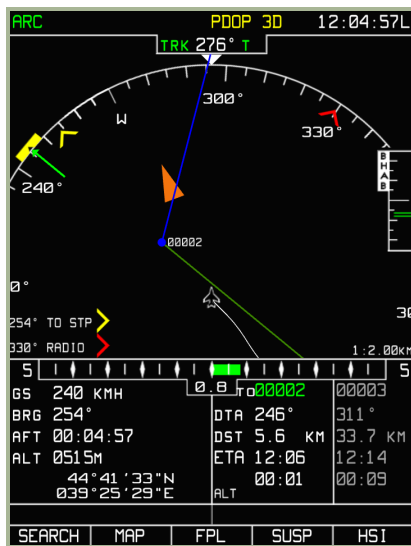 ARC PDOP 3D 12:04:57L
TRK 276° T
300°
W
330°
B
H
A
B
240°
00002
0°
30
254° TO STP
330° RADIO
1:2.00KM
5 0.8 5
GS 240 KMH TO 00002 00003
BRG 254° DTA 246° 311°
AFT 00:04:57 DST 5.6 KM 33.7 KM
ALT 0515M ETA 12:06 12:14
44°41'33"N 00:01 00:09
039°25'29"E ALT
SEARCH MAP FPL SUSP HSI